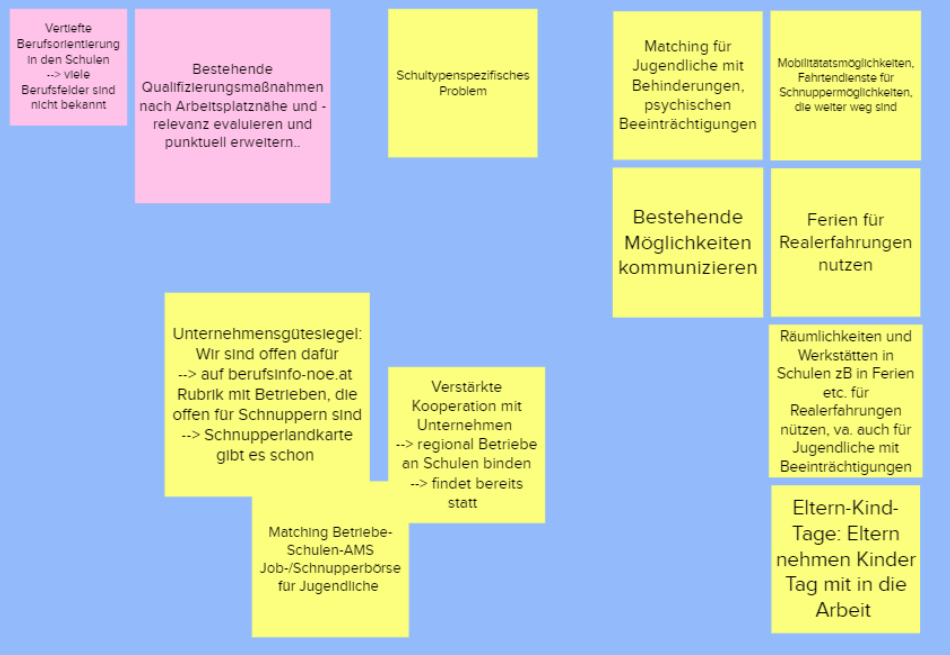 Vertiefte
Berufsorientierung
in den Schulen
--> viele
Berufsfelder sind
nicht bekannt
Bestehende
Qualifizierungsmaßnahmen
nach Arbeitsplatznähe und -
relevanz evaluieren und
punktuell erweitern..
Schultypenspezifisches
Problem
Matching für
Jugendliche mit
Behinderungen,
psychischen
Beeinträchtigungen
Mobilitätatsmöglichkeiten,
Fahrtendienste für
Schnuppermöglichkeiten,
die weiter weg sind
Bestehende
Möglichkeiten
kommunizieren
Ferien für
Realerfahrungen
nutzen
Unternehmensgütesiegel:
Wir sind offen dafür
--> auf berufsinfo-noe.at
Rubrik mit Betrieben, die
offen für Schnuppern sind
--> Schnupperlandkarte
gibt es schon
Verstärkte
Kooperation mit
Unternehmen
--> regional Betriebe
an Schulen binden
--> findet bereits
statt
Räumlichkeiten und
Werkstätten in
Schulen zB in Ferien
etc. für
Realerfahrungen
nützen, va. auch für
Jugendliche mit
Beeinträchtigungen
Matching Betriebe-
Schulen-AMS
Job-/Schnupperbörse
für Jugendliche
Eltern-Kind-
Tage: Eltern
nehmen Kinder
Tag mit in die
Arbeit